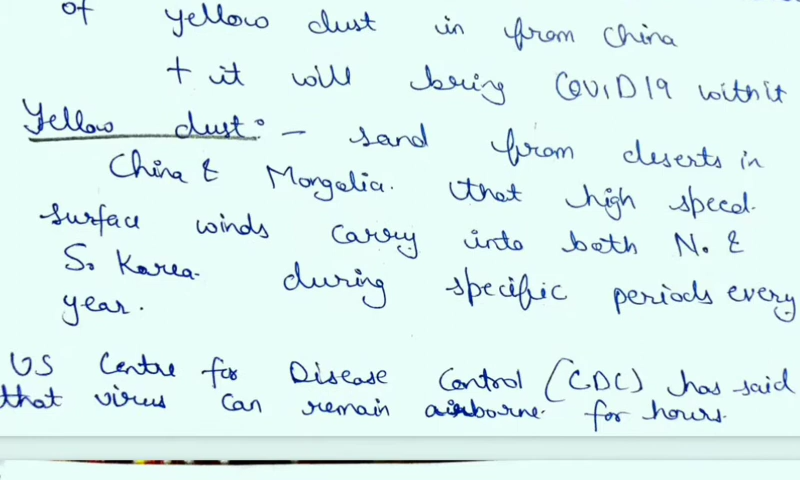 of yellow dust in from China
+ it will bring COVID19 with it
Yellow dust: - sand from deserts in
China & Mongolia. that high speed.
surface winds carry into both N. &
S. Korea. during specific periods every
year.
US Centre for Disease Control (CDC) has said
that virus can remain airborne. for hours.